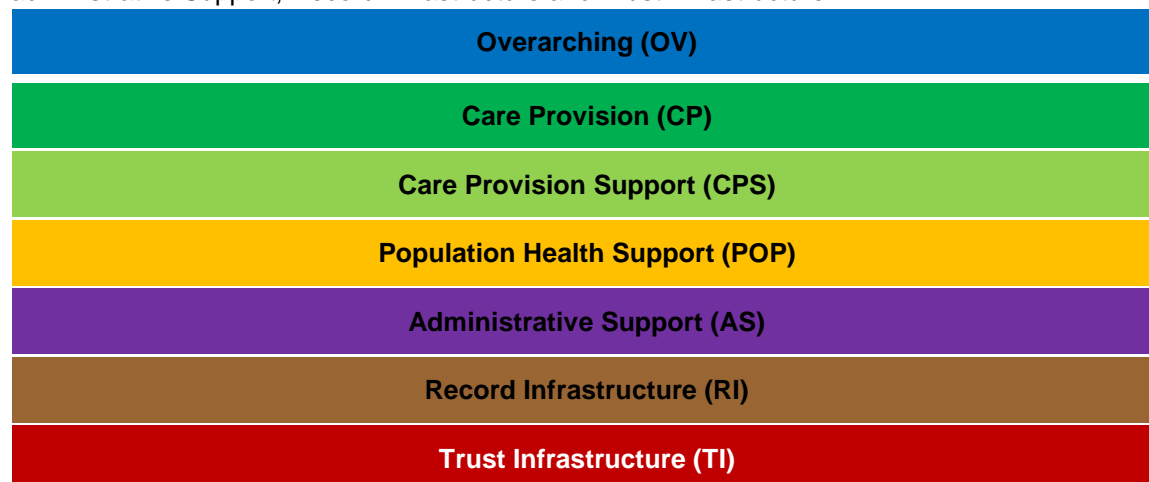 Overarching (OV)
Care Provision (CP)
Care Provision Support (CPS)
Population Health Support (POP)
Administrative Support (AS)
Record Infrastructure (RI)
Trust Infrastructure (TI)